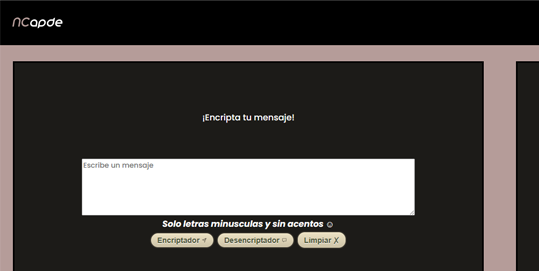 NCapde
¡Encripta tu mensaje!
Escribe un mensaje
Solo letras minusculas y sin acentos ☺
Encriptador
Desencriptador
Limpiar